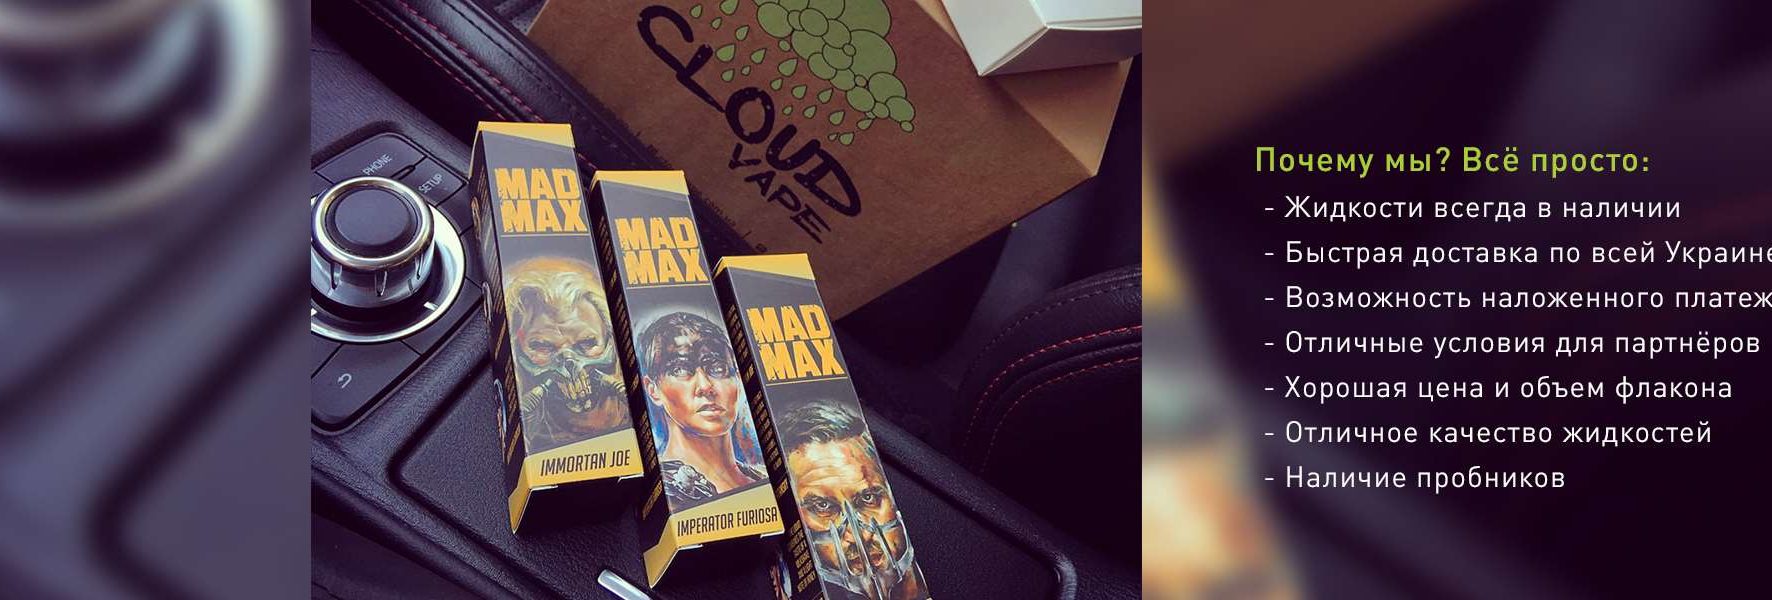 CLOUD
VAPE
PHONE
SETUP
MAD
MAX
IMMORTAN JOE
MAD
MAX
IMPERATOR FURIOSA
MAD
MAX
Почему мы? Всё просто:
- Жидкости всегда в наличии
- Быстрая доставка по всей Украине
- Возможность наложенного платеж
- Отличные условия для партнёров
- Хорошая цена и объем флакона
- Отличное качество жидкостей
- Наличие пробников